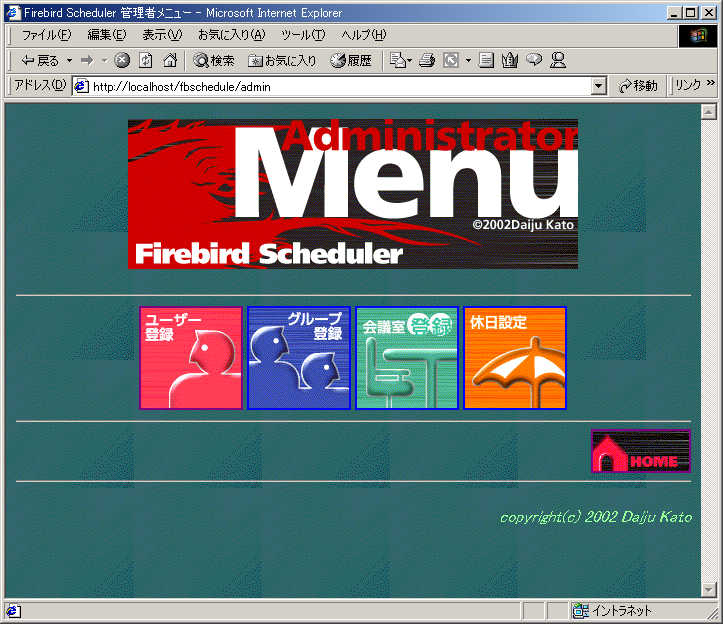 Firebird Scheduler 管理者メニュー - Microsoft Internet Explorer
ファイル(F) 編集(E) 表示(V) お気に入り(A) ツール(T) ヘルプ(H)
戻る 検索 お気に入り 履歴
アドレス(D) http://localhost/fbschedule/admin 移動 リンク »
Administrator
Menu
©2002Daiju Kato
Firebird Scheduler
ユーザー
登録
グループ
登録
会議室 登録
休日設定
HOME
copyright(c) 2002 Daiju Kato
イントラネット